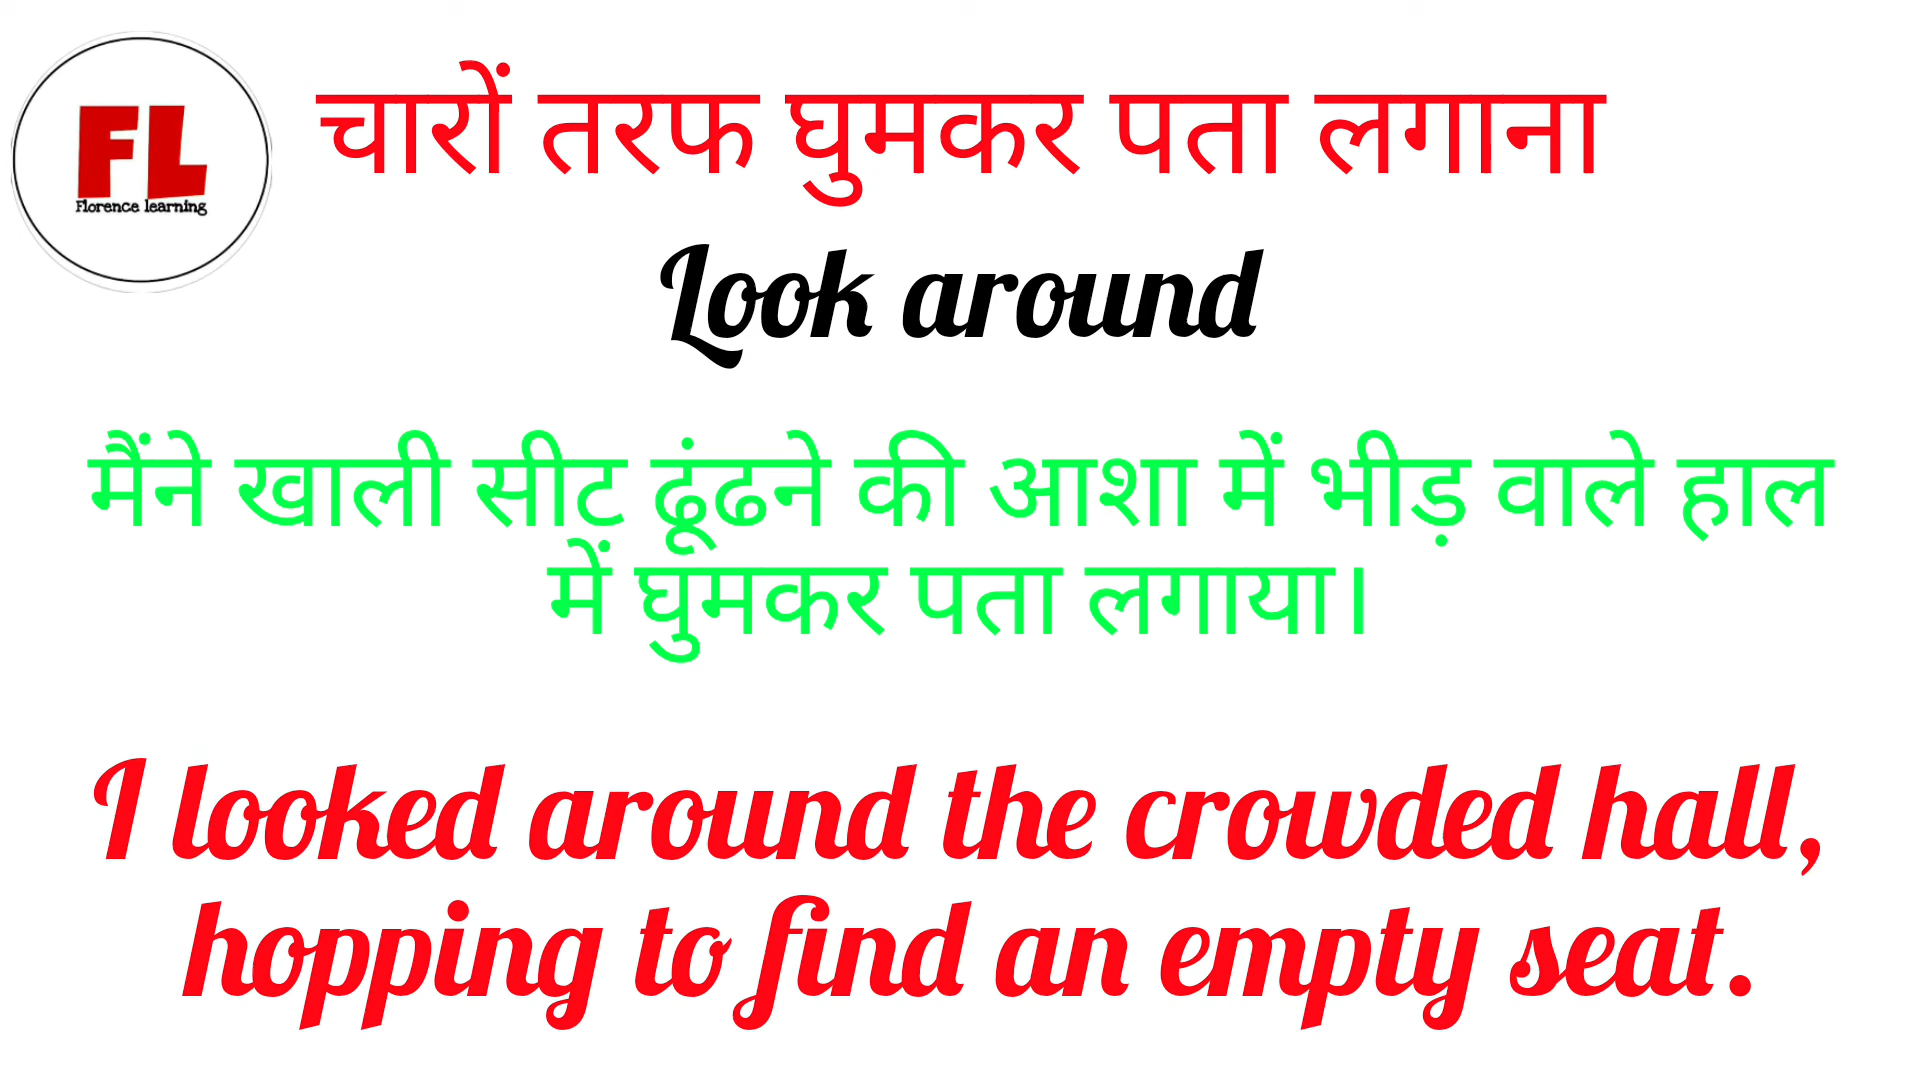 FL
Florence learning
चारों तरफ घुमकर पता लगाना
Look around
मैंने खाली सीट ढूंढने की आशा में भीड़ वाले हाल
में घुमकर पता लगाया।
I looked around the crowded hall,
hopping to find an empty seat.